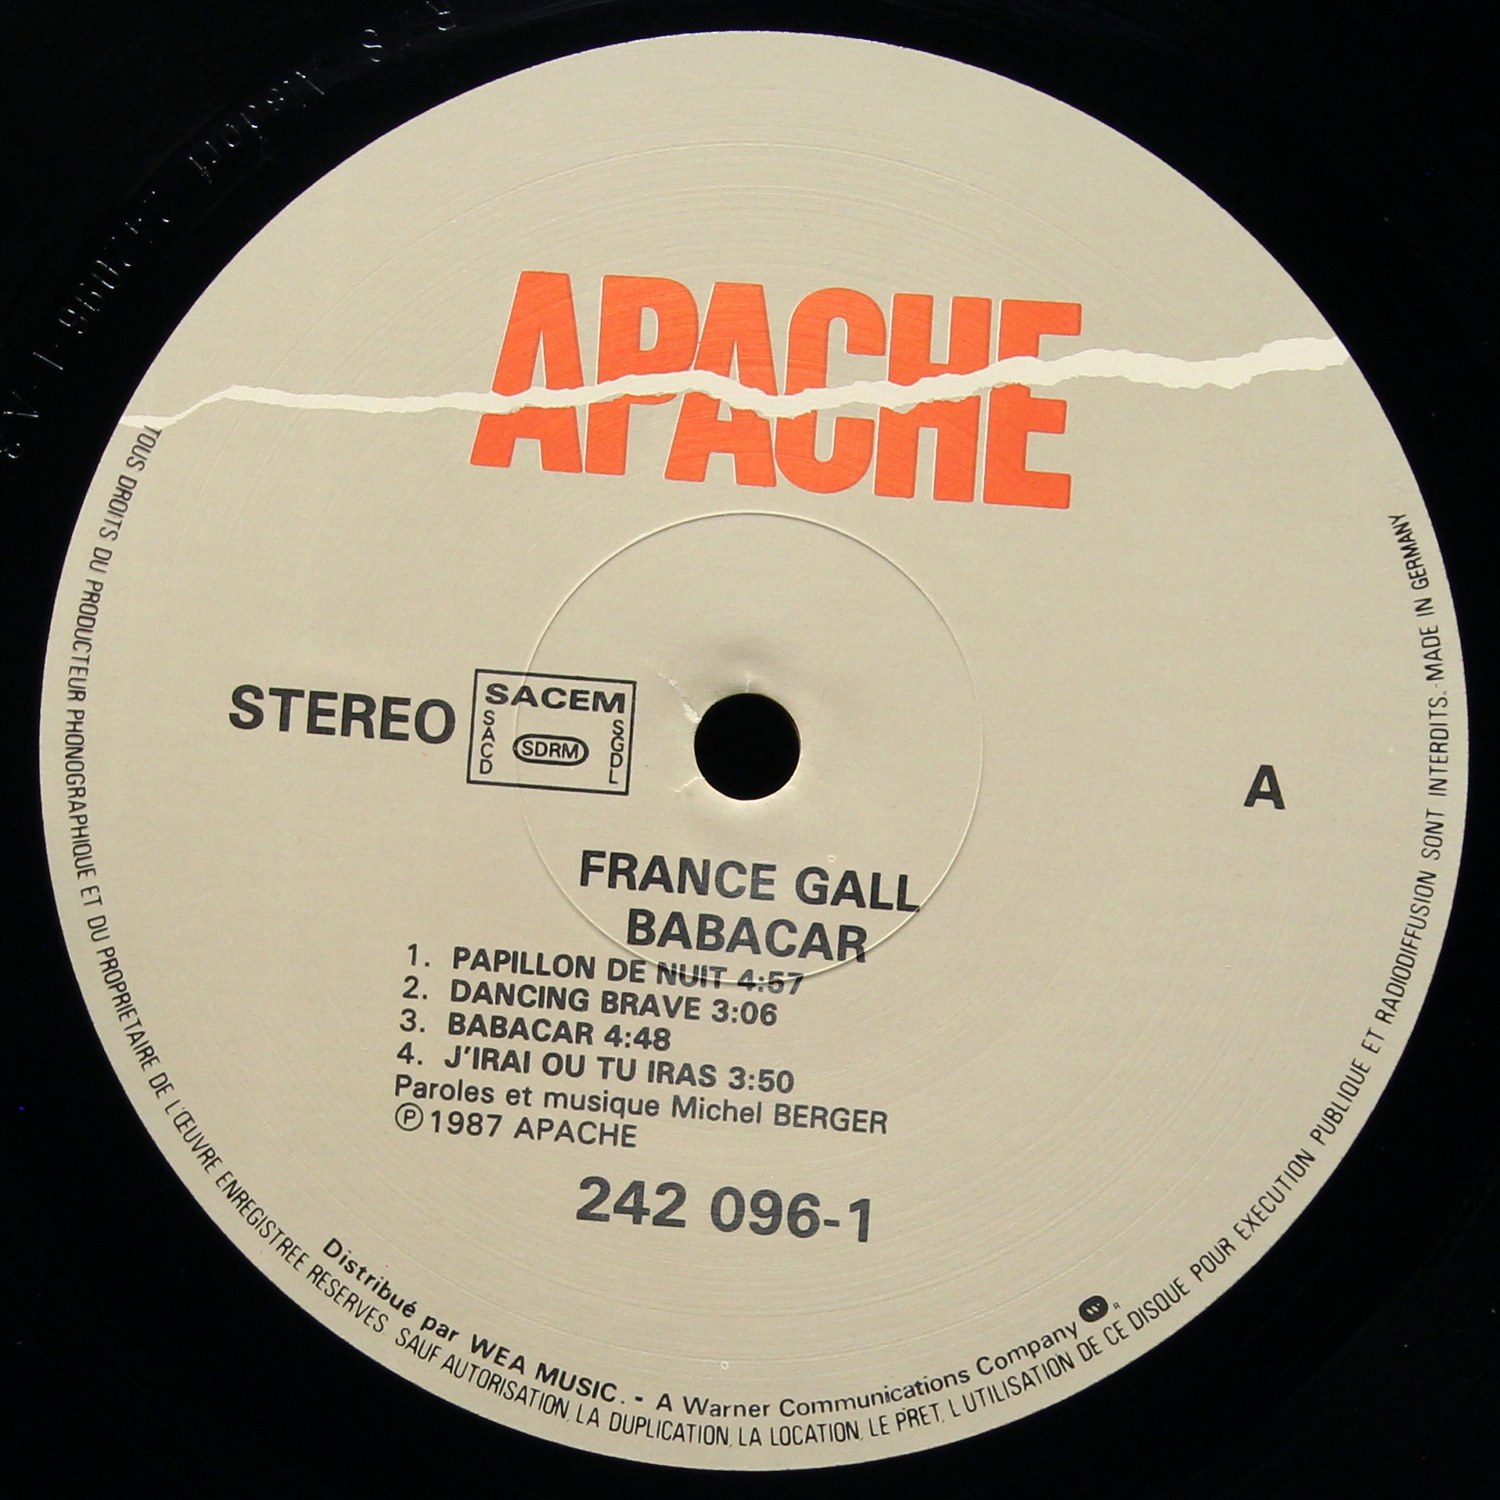 APACHE
STEREO
SACEM
SACD
SDRM
SGDL
A
FRANCE GALL
BABACAR
1. PAPILLON DE NUIT 4:57
2. DANCING BRAVE 3:06
3. BABACAR 4:48
4. J'IRAI OU TU IRAS 3:50
Paroles et musique Michel BERGER
Ⓟ 1987 APACHE
242 096-1
Distribué par WEA MUSIC. - A Warner Communications Company
TOUS DROITS DU PRODUCTEUR PHONOGRAPHIQUE ET DU PROPRIETAIRE DE L'ŒUVRE ENREGISTREE RESERVES. SAUF AUTORISATION, LA DUPLICATION, LA LOCATION, LE PRET, L'UTILISATION DE CE DISQUE POUR EXECUTION PUBLIQUE ET RADIODIFFUSION SONT INTERDITS. - MADE IN GERMANY